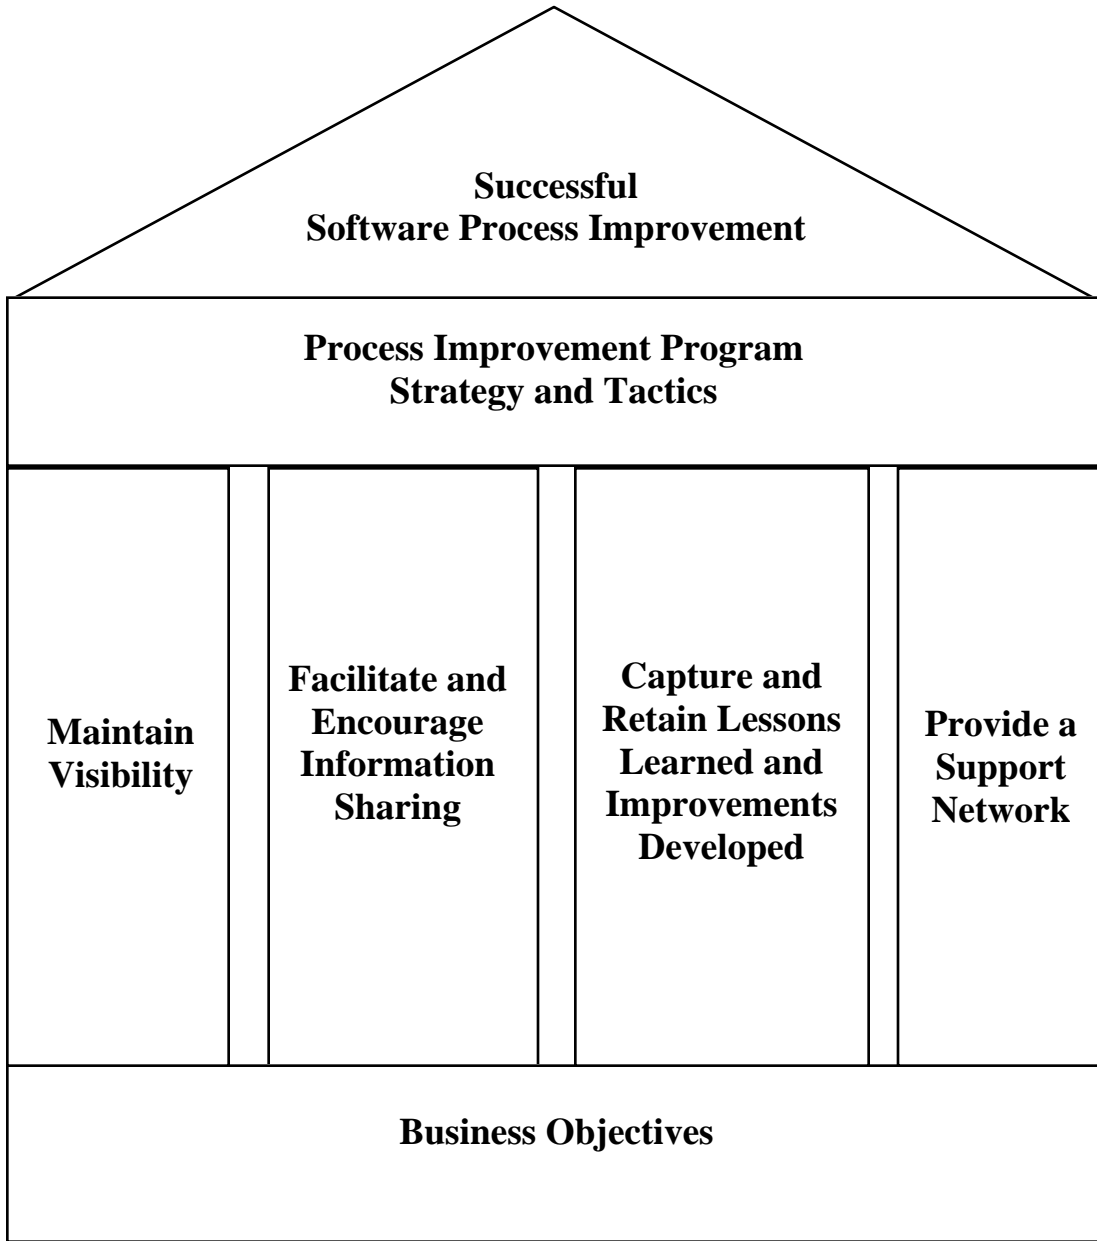 Successful
Software Process Improvement
Process Improvement Program
Strategy and Tactics
Maintain
Visibility
Facilitate and
Encourage
Information
Sharing
Capture and
Retain Lessons
Learned and
Improvements
Developed
Provide a
Support
Network
Business Objectives